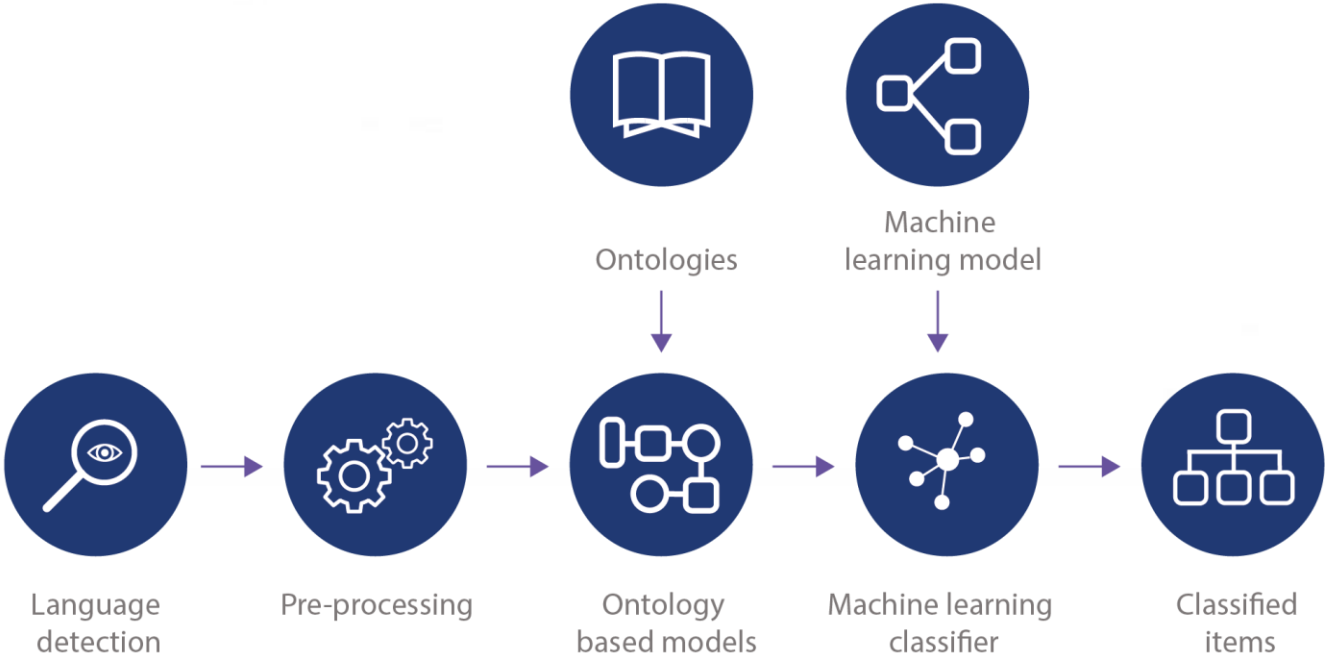 Ontologies
Machine
learning model
Language
detection
Pre-processing
Ontology
based models
Machine learning
classifier
Classified
items